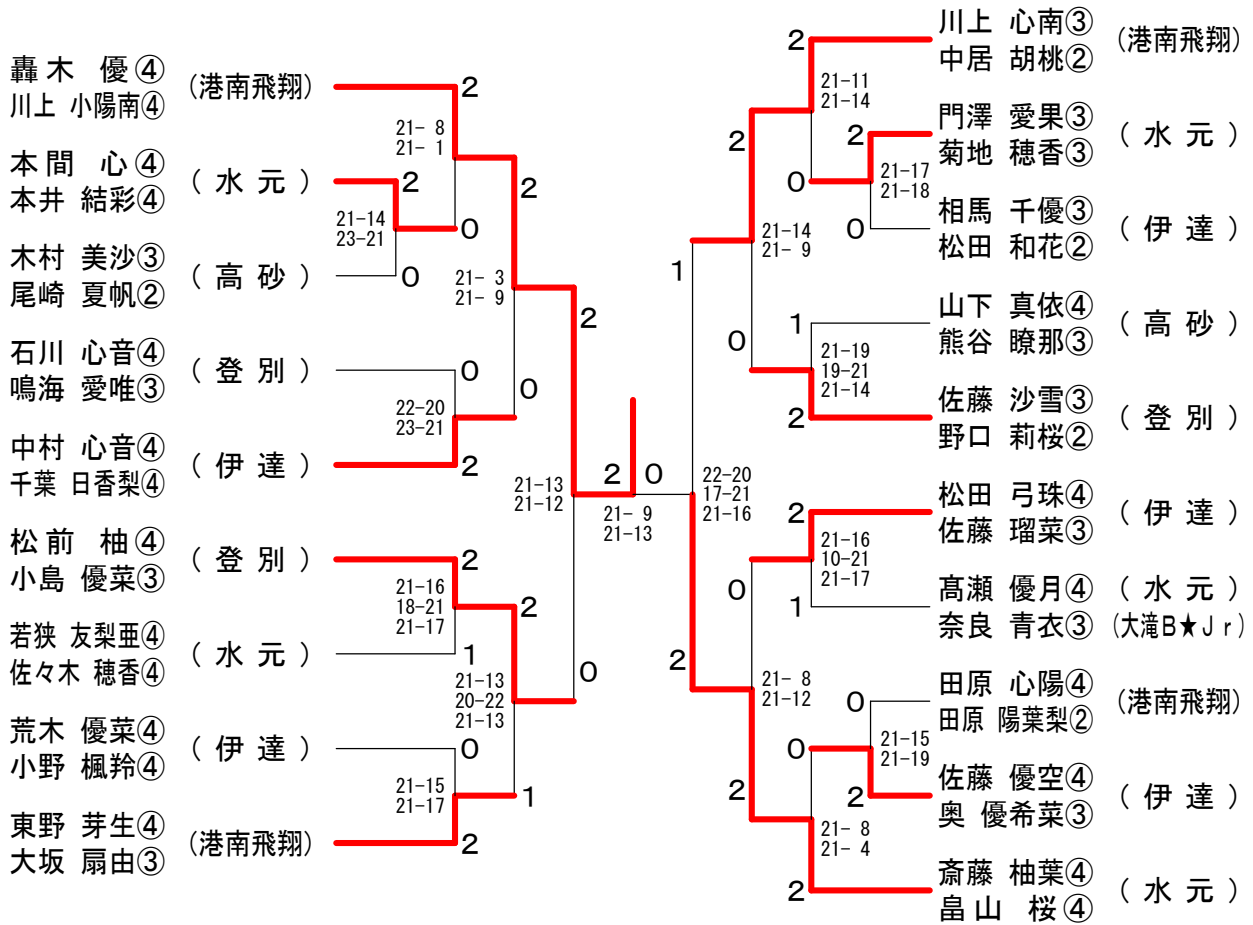 轟木 優④
川上 小陽南④
(港南飛翔)
2
21- 8
21- 1
本間 心④
本井 結彩④
( 水 元 )
2
2
0
21-14
23-21
木村 美沙③
尾崎 夏帆②
( 高 砂 )
0
21- 3
21- 9
2
石川 心音④
鳴海 愛唯③
( 登 別 )
0
0
22-20
23-21
中村 心音④
千葉 日香梨④
( 伊 達 )
2
21-13
21-12
松前 柚④
小島 優菜③
( 登 別 )
2
21-16
18-21
21-17
2
若狭 友梨亜④
佐々木 穂香④
( 水 元 )
1
0
21-13
20-22
21-13
荒木 優菜④
小野 楓羚④
( 伊 達 )
0
1
21-15
21-17
東野 芽生④
大坂 扇由③
(港南飛翔)
2
2 0
21- 9
21-13
川上 心南③
中居 胡桃②
(港南飛翔)
2
21-11
21-14
門澤 愛果③
菊地 穂香③
( 水 元 )
2
2
0
21-17
21-18
相馬 千優③
松田 和花②
( 伊 達 )
0
21-14
21- 9
1
山下 真依④
熊谷 瞭那③
( 高 砂 )
1
0
21-19
19-21
21-14
佐藤 沙雪③
野口 莉桜②
( 登 別 )
2
22-20
17-21
21-16
松田 弓珠④
佐藤 瑠菜③
( 伊 達 )
2
21-16
10-21
21-17
0
髙瀬 優月④
奈良 青衣③
( 水 元 )
(大滝B★Jr)
1
2
21- 8
21-12
田原 心陽④
田原 陽葉梨②
(港南飛翔)
0
0
21-15
21-19
佐藤 優空④
奥 優希菜③
( 伊 達 )
2
2
21- 8
21- 4
斎藤 柚葉④
畠山 桜④
( 水 元 )
2